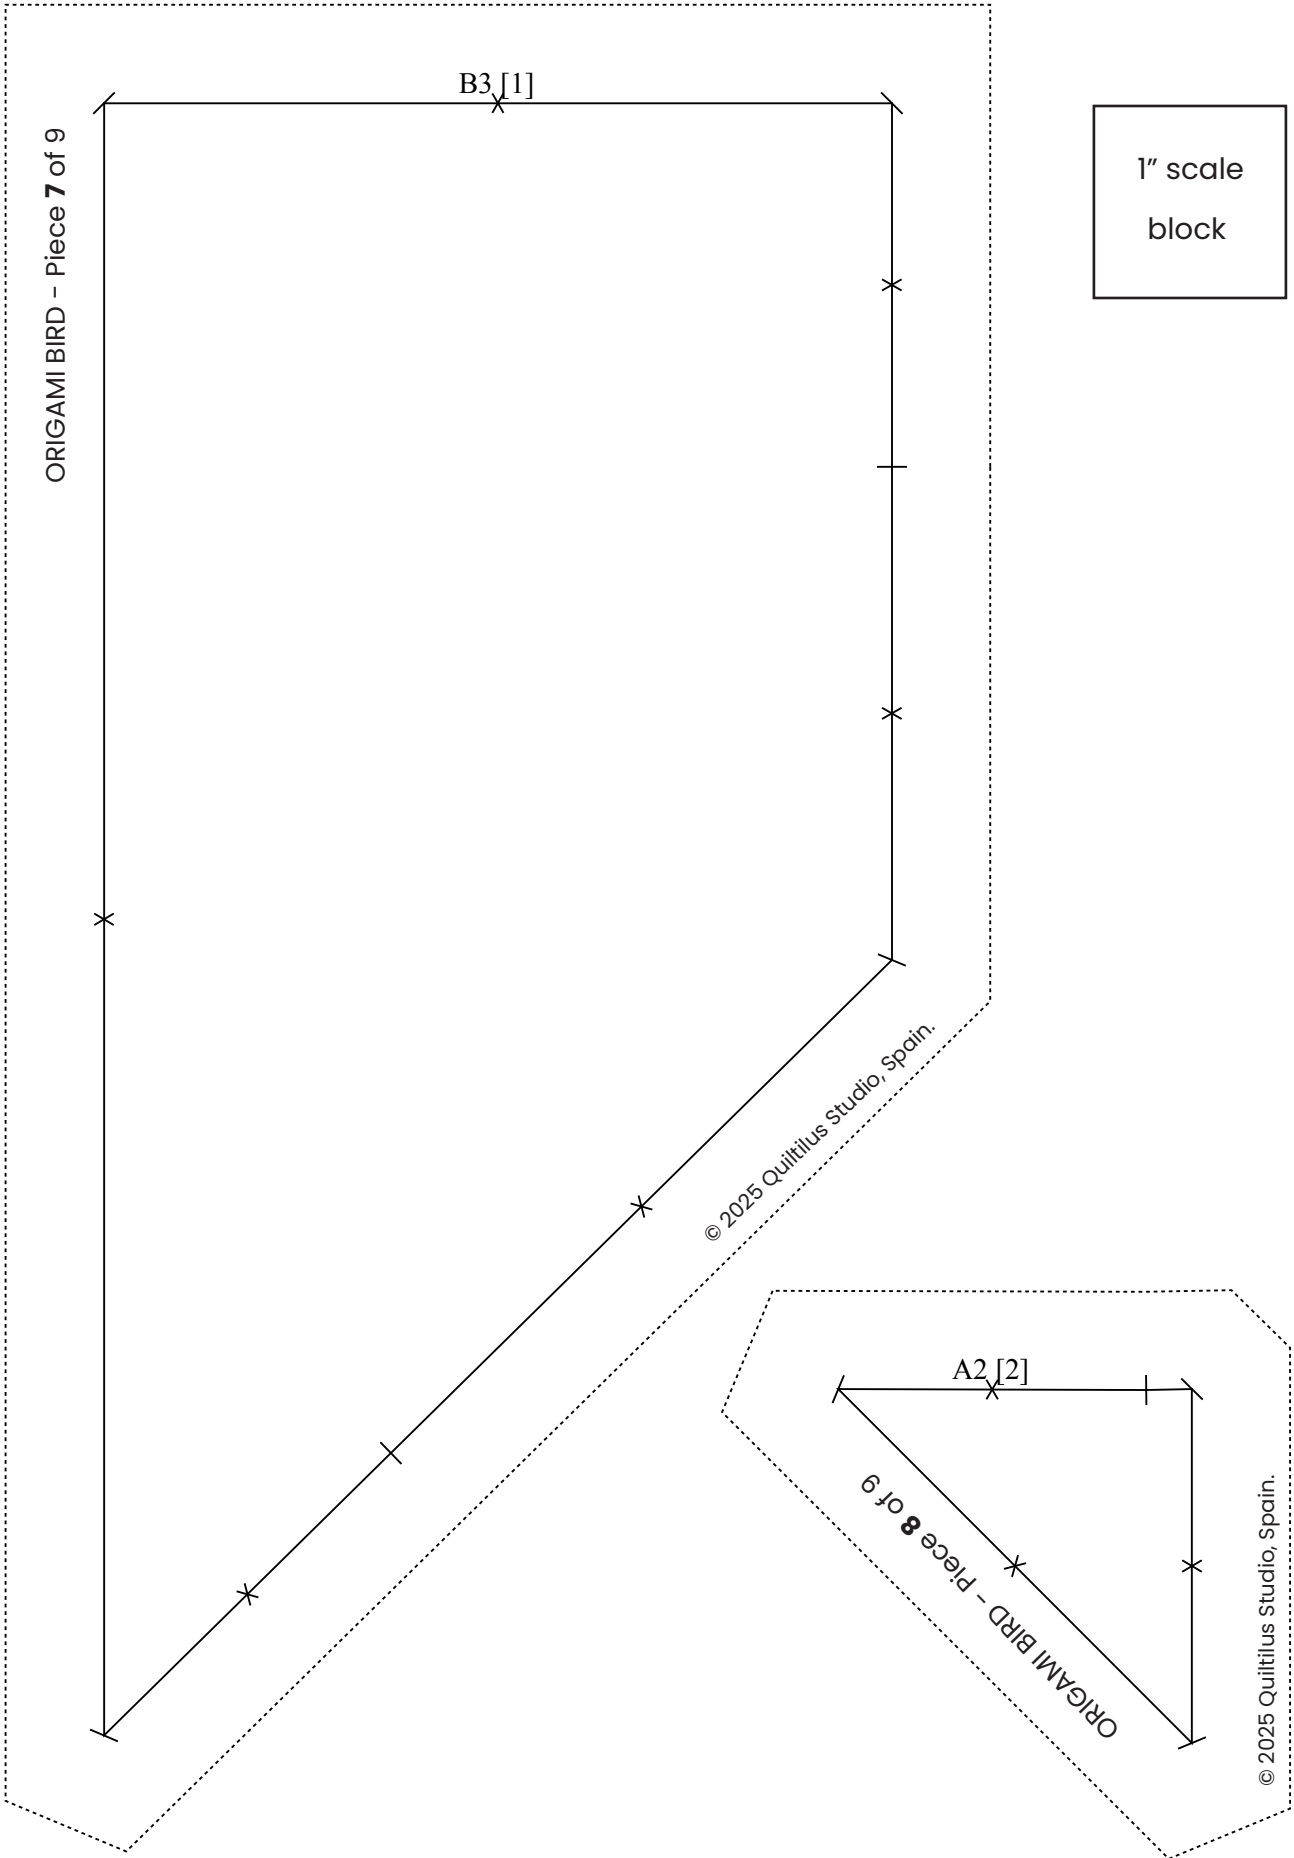 B3 [1]
ORIGAMI BIRD - Piece 7 of 9
1” scale
block
© 2025 Quiltilus Studio, Spain.
A2 [2]
ORIGAMI BIRD - Piece 8 of 9
© 2025 Quiltilus Studio, Spain.